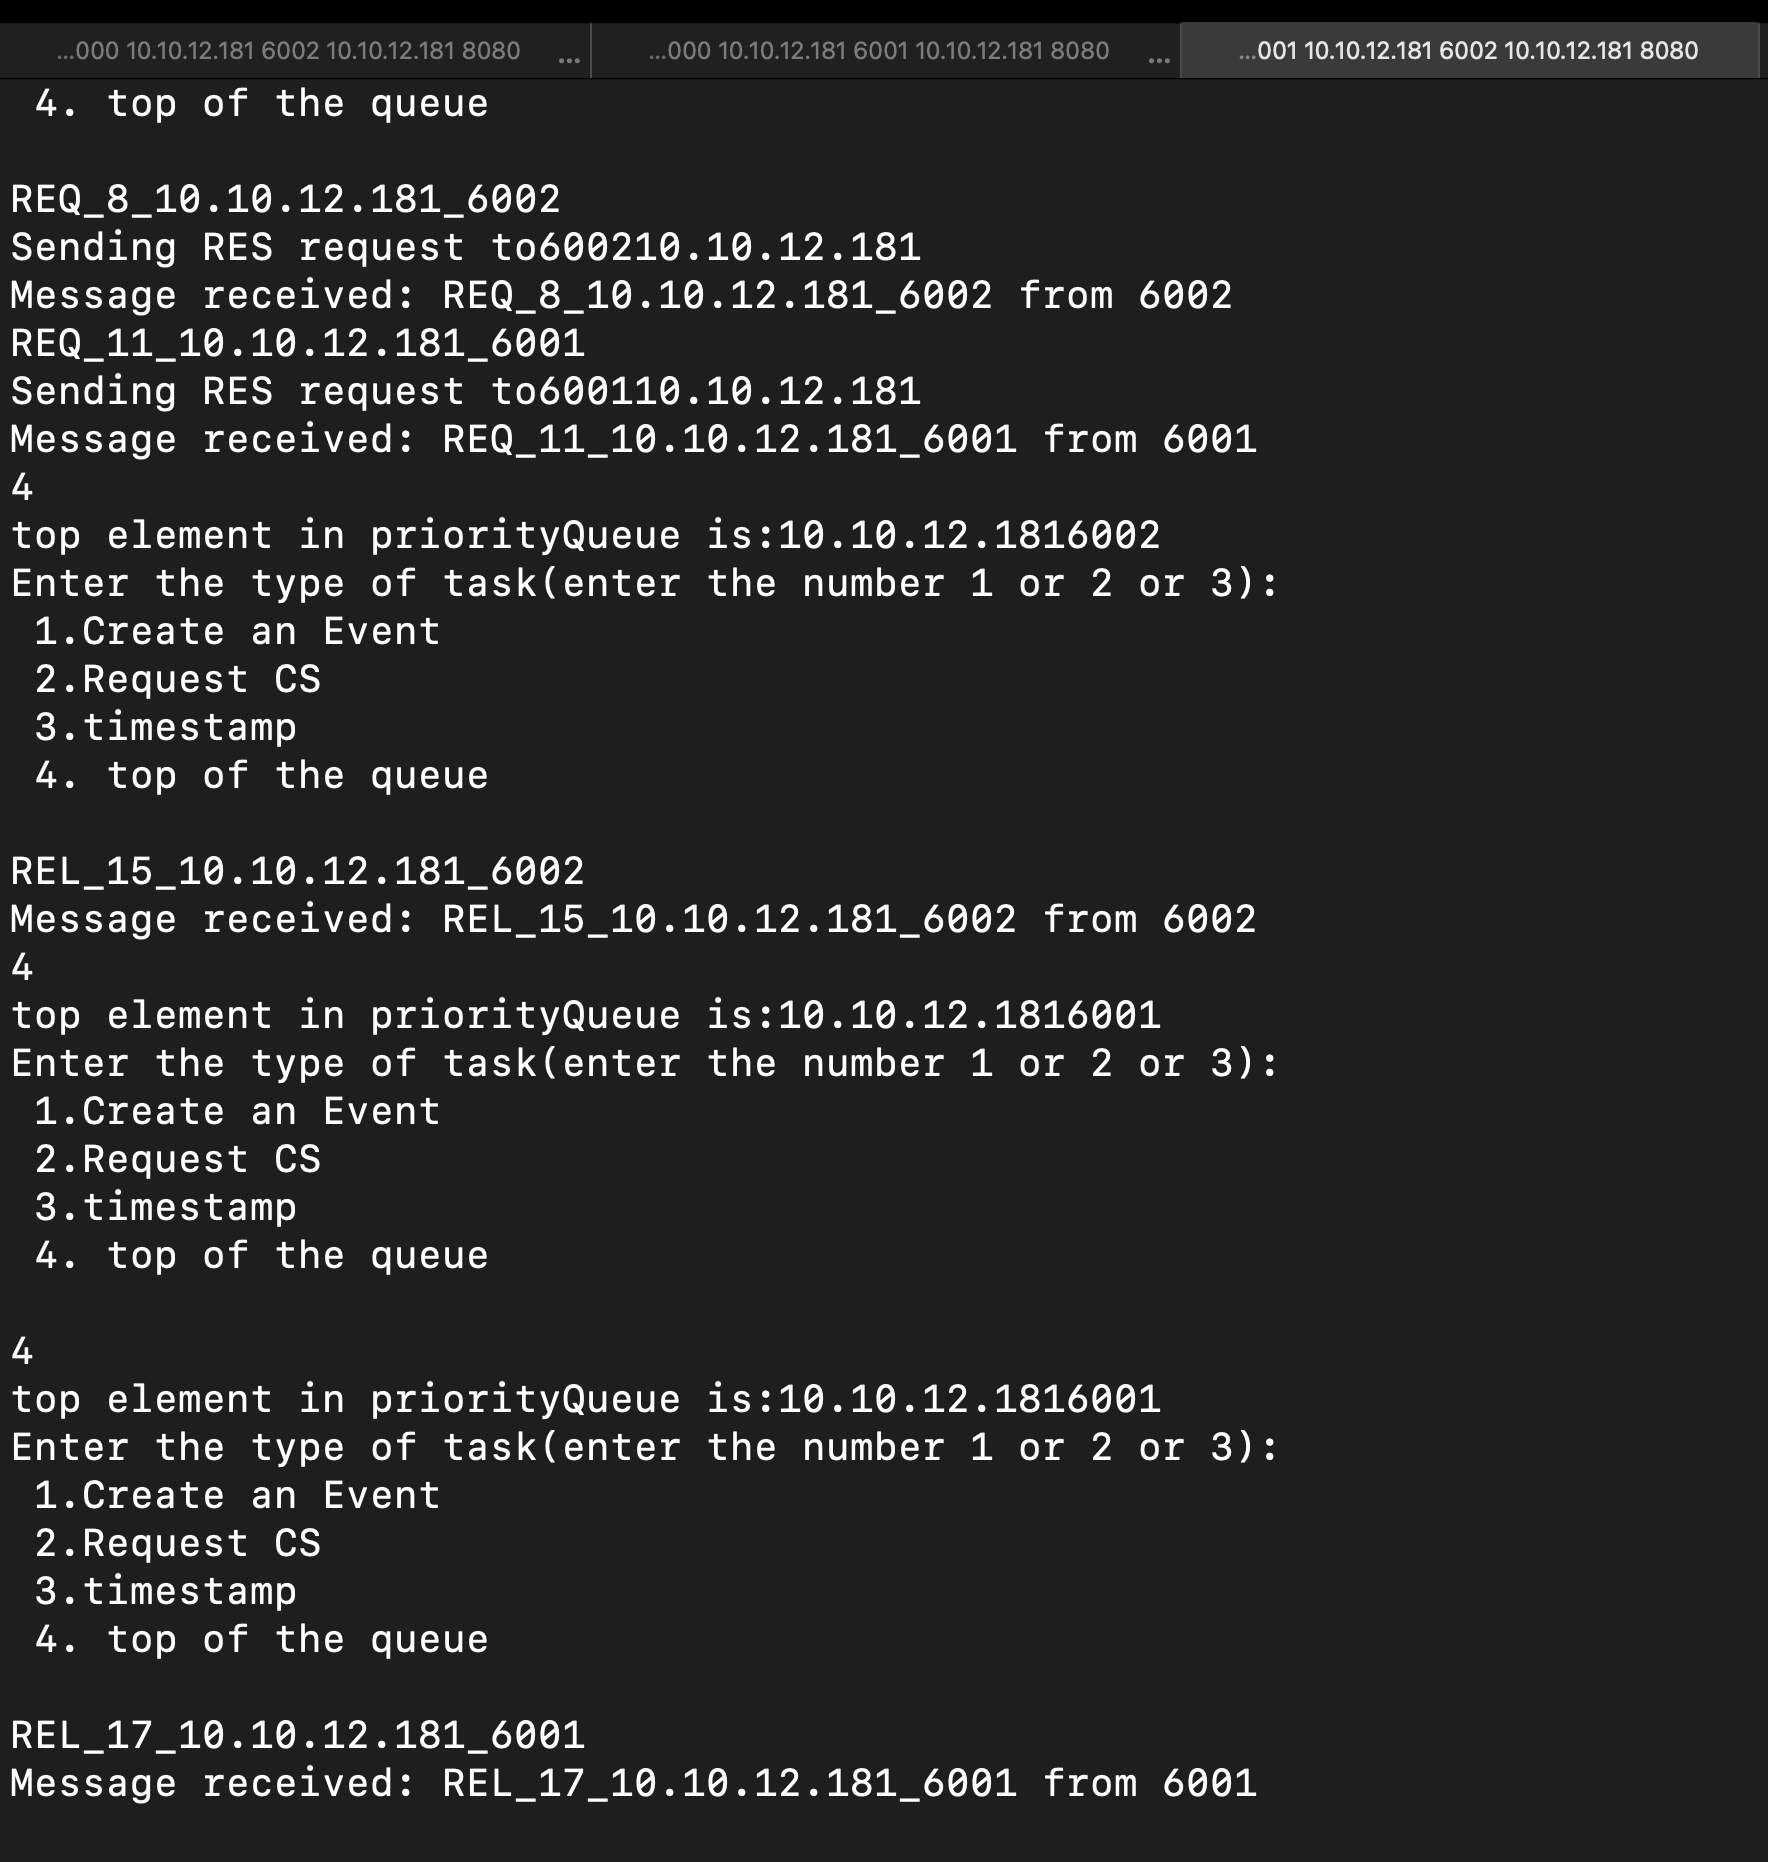 ...000 10.10.12.181 6002 10.10.12.181 8080 ...
...000 10.10.12.181 6001 10.10.12.181 8080 ...
...001 10.10.12.181 6002 10.10.12.181 8080
4. top of the queue
REQ_8_10.10.12.181_6002
Sending RES request to600210.10.12.181
Message received: REQ_8_10.10.12.181_6002 from 6002
REQ_11_10.10.12.181_6001
Sending RES request to600110.10.12.181
Message received: REQ_11_10.10.12.181_6001 from 6001
4
top element in priorityQueue is:10.10.12.1816002
Enter the type of task(enter the number 1 or 2 or 3):
1.Create an Event
2.Request CS
3.timestamp
4. top of the queue
REL_15_10.10.12.181_6002
Message received: REL_15_10.10.12.181_6002 from 6002
4
top element in priorityQueue is:10.10.12.1816001
Enter the type of task(enter the number 1 or 2 or 3):
1.Create an Event
2.Request CS
3.timestamp
4. top of the queue
4
top element in priorityQueue is:10.10.12.1816001
Enter the type of task(enter the number 1 or 2 or 3):
1.Create an Event
2.Request CS
3.timestamp
4. top of the queue
REL_17_10.10.12.181_6001
Message received: REL_17_10.10.12.181_6001 from 6001